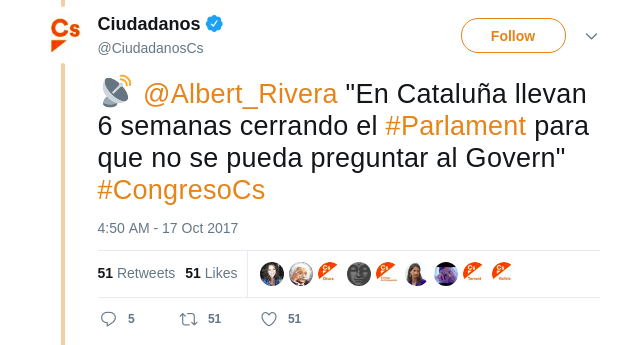 Cs
Ciudadanos
@CiudadanosCs
Follow
@Albert_Rivera "En Cataluña llevan
6 semanas cerrando el #Parlament para
que no se pueda preguntar al Govern"
#CongresoCs
4:50 AM - 17 Oct 2017
51 Retweets 51 Likes
5 51 51